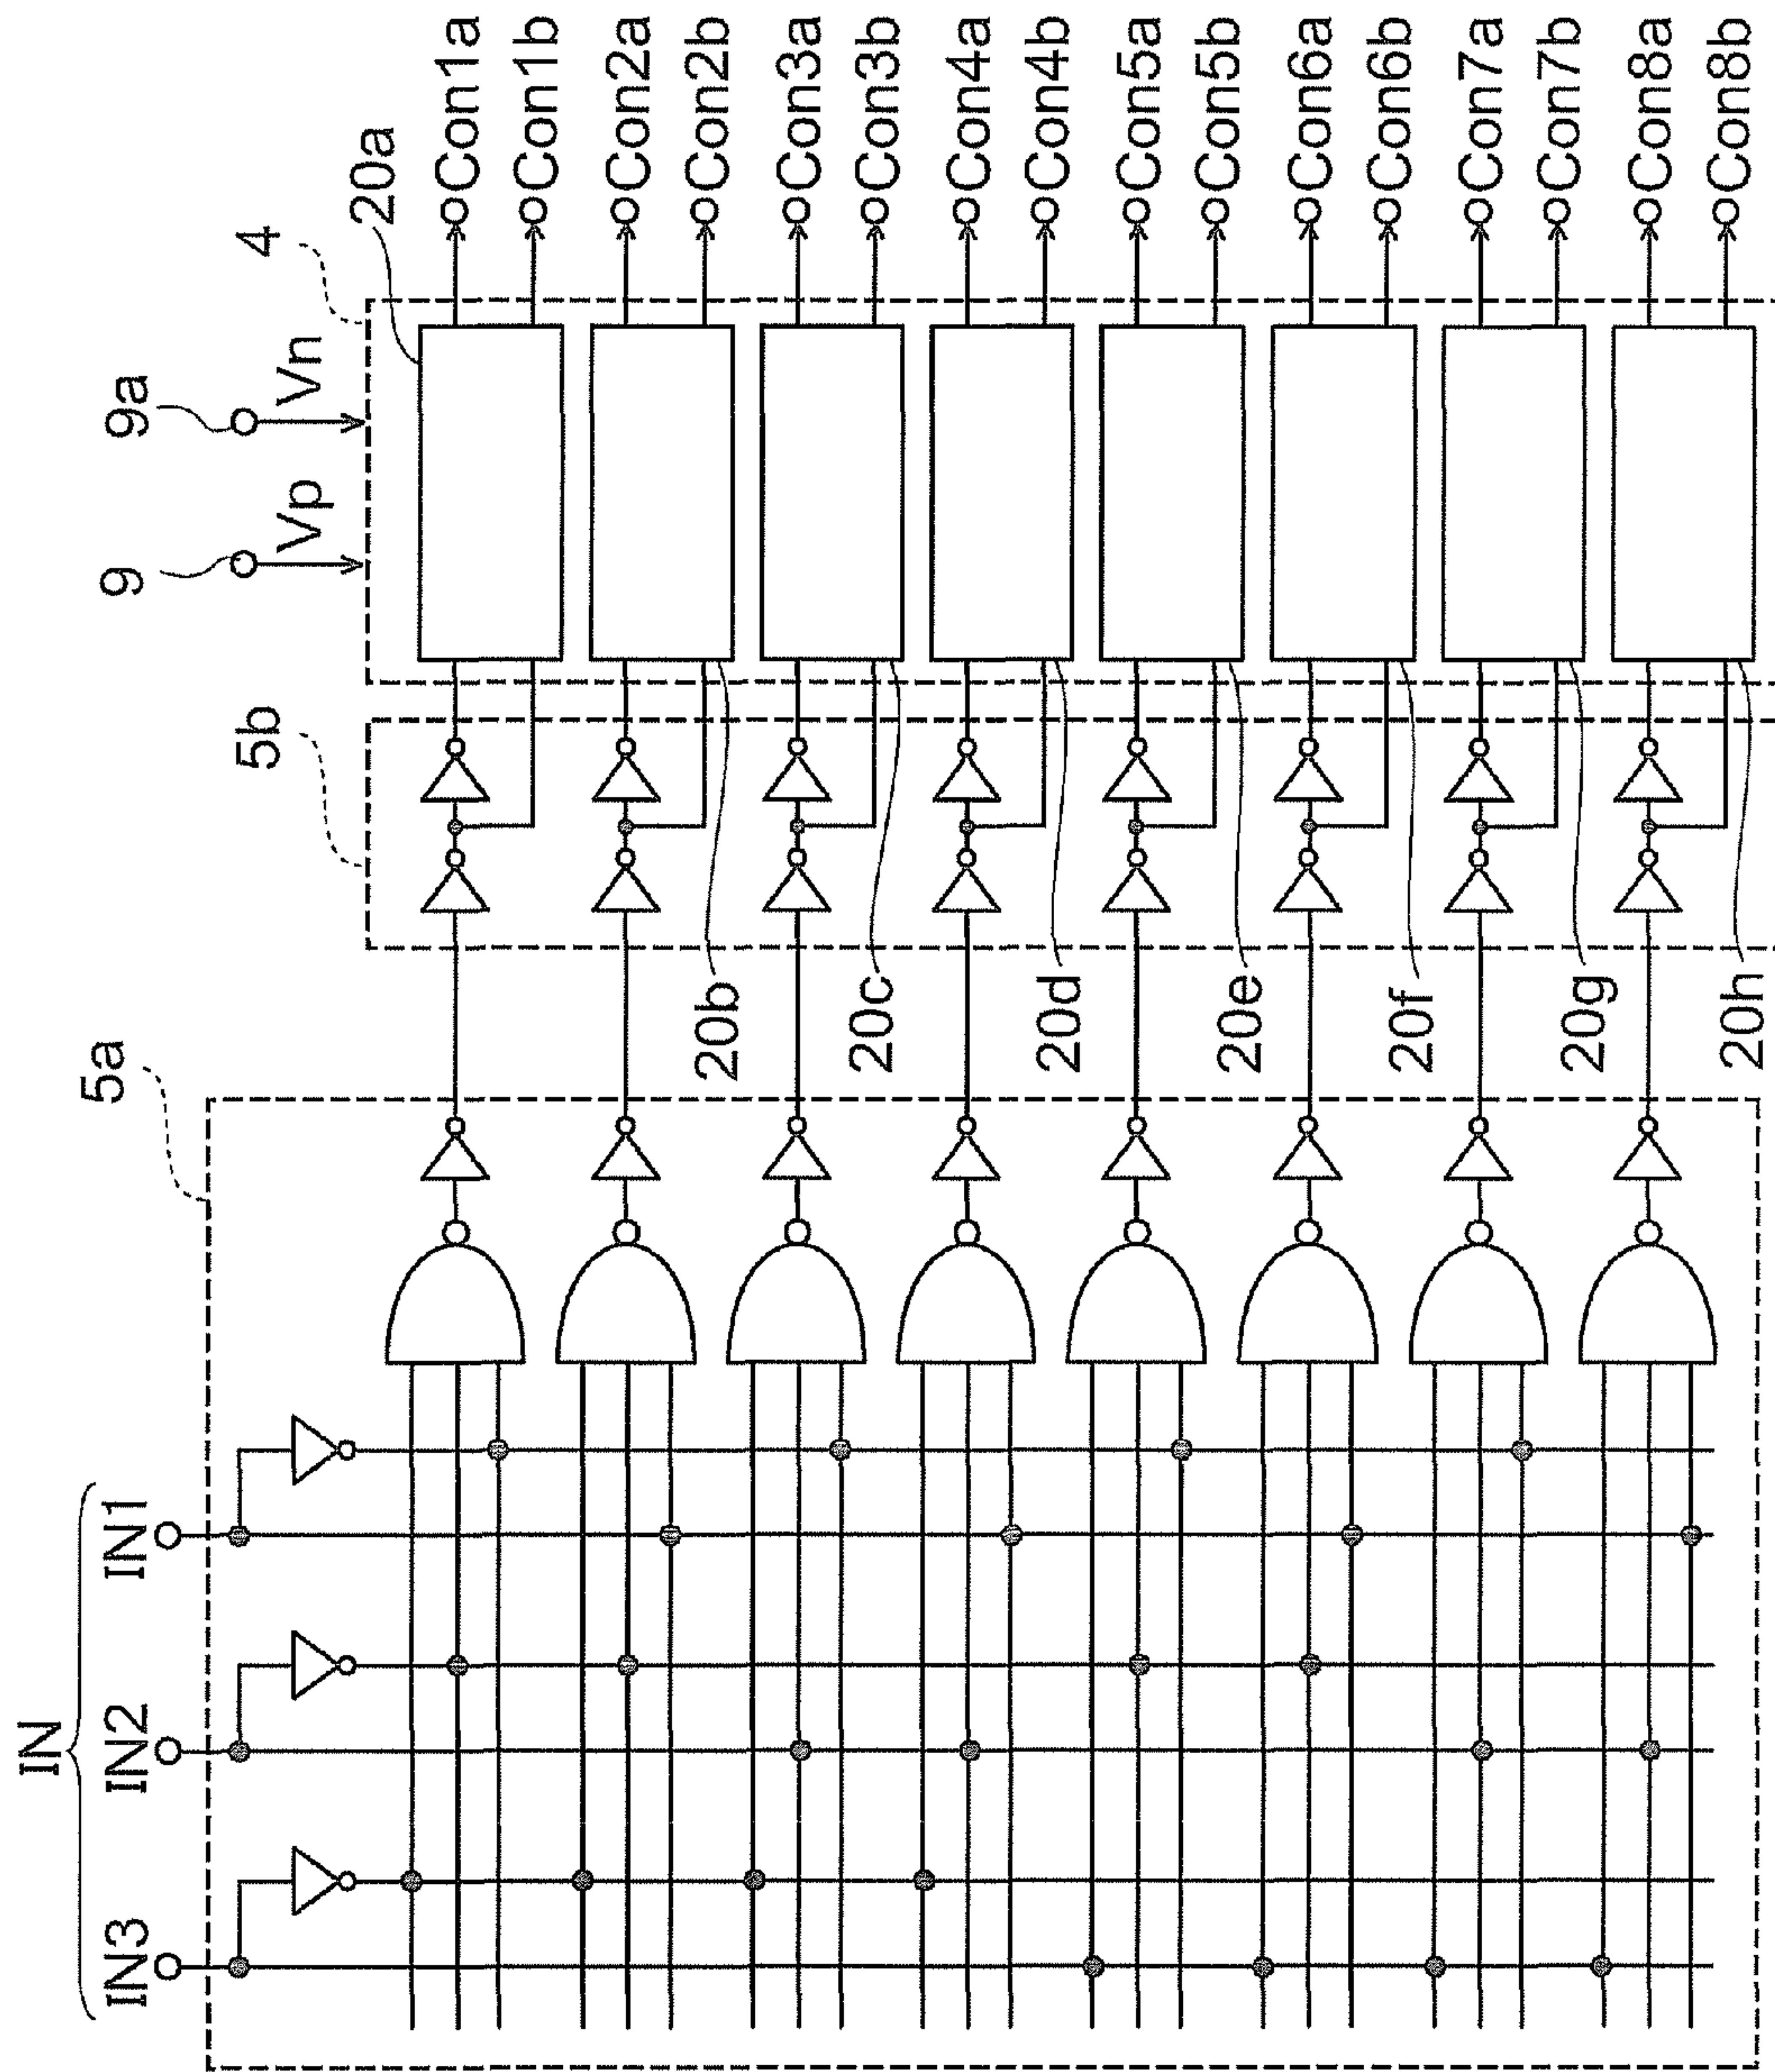 IN
IN3
IN2
IN1
5a
5b
9
Vp
9a
Vn
4
20a
20b
20c
20d
20e
20f
20g
20h
Con1a
Con1b
Con2a
Con2b
Con3a
Con3b
Con4a
Con4b
Con5a
Con5b
Con6a
Con6b
Con7a
Con7b
Con8a
Con8b